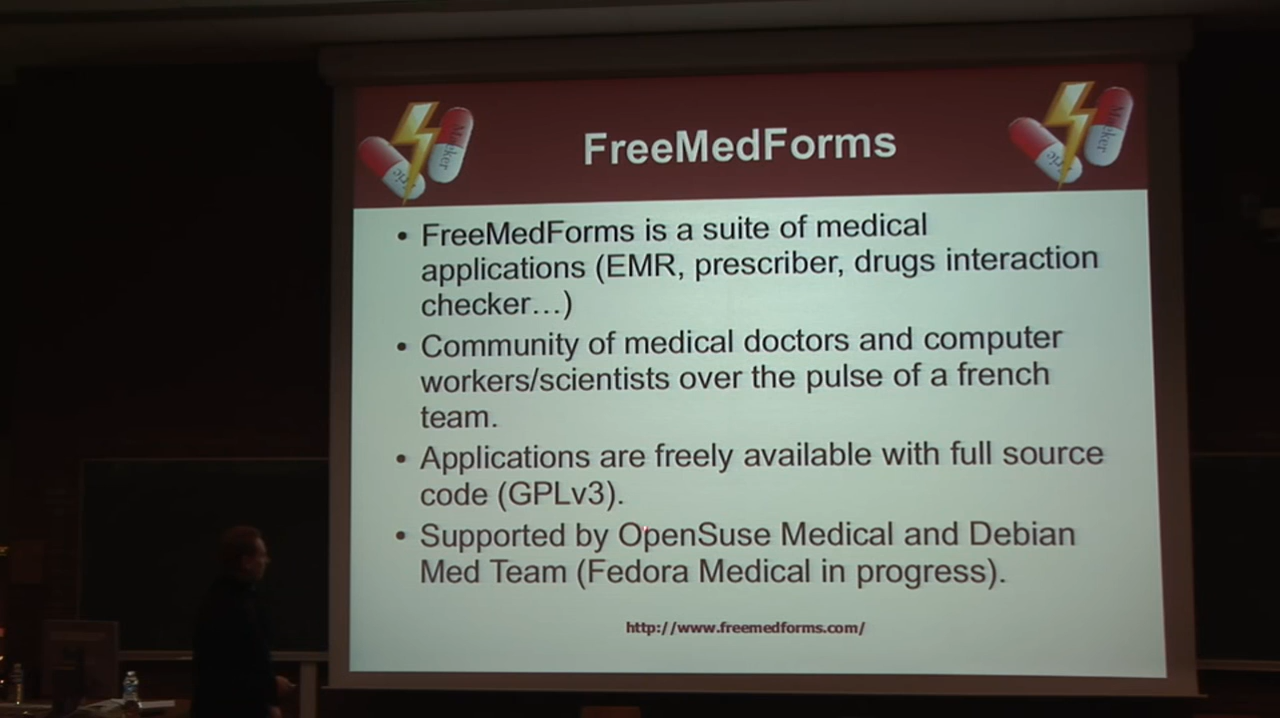 FreeMedForms
• FreeMedForms is a suite of medical
applications (EMR, prescriber, drugs interaction
checker…)
• Community of medical doctors and computer
workers/scientists over the pulse of a french
team.
• Applications are freely available with full source
code (GPLv3).
• Supported by OpenSuse Medical and Debian
Med Team (Fedora Medical in progress).
http://www.freemedforms.com/